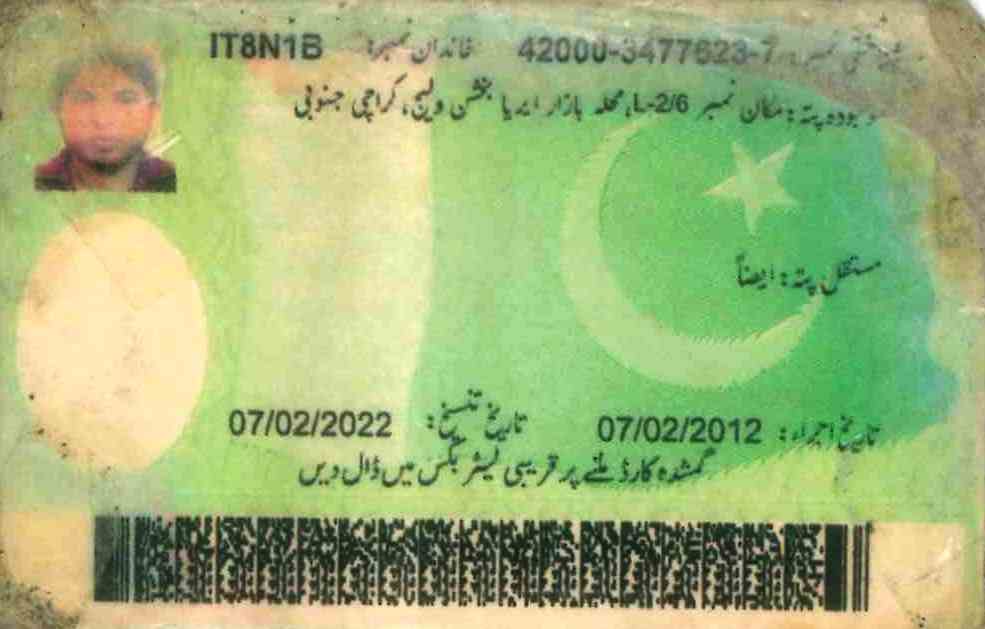 شناختی نمبر: 42000-3477623-7 خاندان نمبر: IT8N1B
موجودہ پتہ: مکان نمبر L-2/6، محلہ بازار ایریا بخشن ولیج، کراچی جنوبی
مستقل پتہ: ایضاً
تاریخ اجراء: 07/02/2012 تاریخ تنسیخ: 07/02/2022
گمشدہ کارڈ ملنے پر قریبی لیٹر بکس میں ڈال دیں